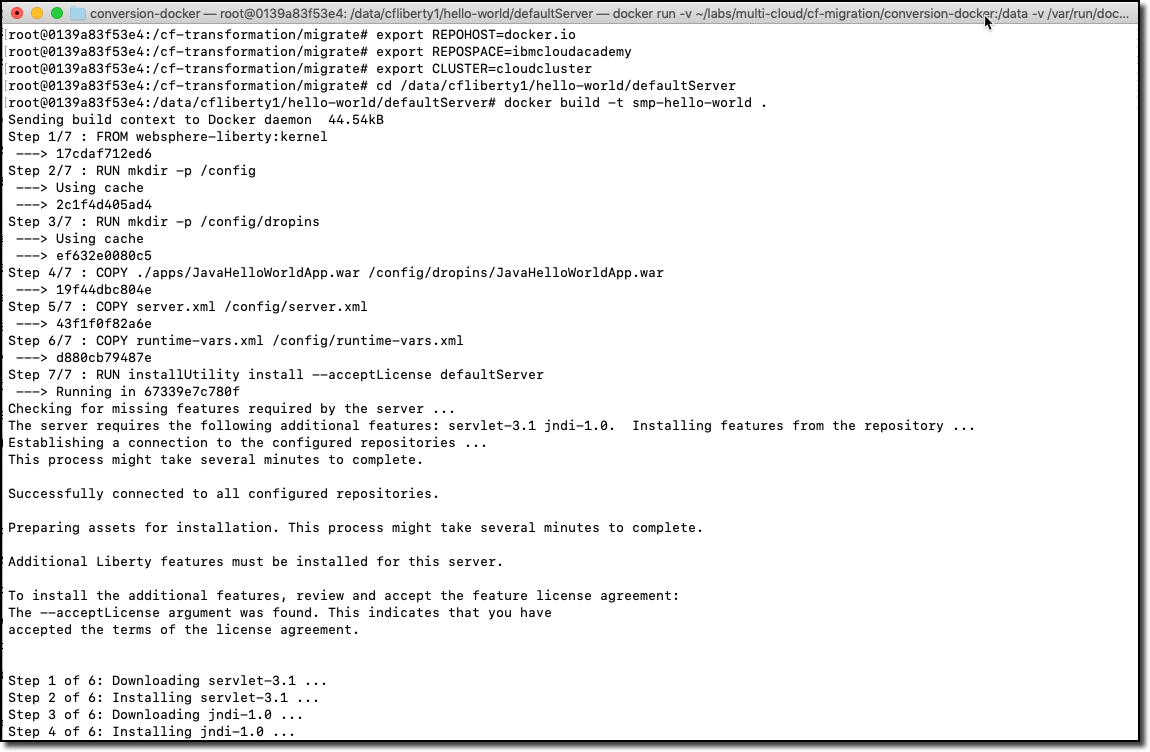 conversion-docker — root@0139a83f53e4: /data/cfliberty1/hello-world/defaultServer — docker run -v ~/labs/multi-cloud/cf-migration/conversion-docker:/data -v /var/run/doc...
[root@0139a83f53e4:/cf-transformation/migrate# export REPOHOST=docker.io
[root@0139a83f53e4:/cf-transformation/migrate# export REPOSPACE=ibmcloudacademy
[root@0139a83f53e4:/cf-transformation/migrate# export CLUSTER=cloudcluster
[root@0139a83f53e4:/cf-transformation/migrate# cd /data/cfliberty1/hello-world/defaultServer
[root@0139a83f53e4:/data/cfliberty1/hello-world/defaultServer# docker build -t smp-hello-world .
Sending build context to Docker daemon  44.54kB
Step 1/7 : FROM websphere-liberty:kernel
 ---> 17cdaf712ed6
Step 2/7 : RUN mkdir -p /config
 ---> Using cache
 ---> 2c1f4d405ad4
Step 3/7 : RUN mkdir -p /config/dropins
 ---> Using cache
 ---> ef632e0080c5
Step 4/7 : COPY ./apps/JavaHelloWorldApp.war /config/dropins/JavaHelloWorldApp.war
 ---> 19f44dbc804e
Step 5/7 : COPY server.xml /config/server.xml
 ---> 43f1f0f82a6e
Step 6/7 : COPY runtime-vars.xml /config/runtime-vars.xml
 ---> d880cb79487e
Step 7/7 : RUN installUtility install --acceptLicense defaultServer
 ---> Running in 67339e7c780f
Checking for missing features required by the server ...
The server requires the following additional features: servlet-3.1 jndi-1.0.  Installing features from the repository ...
Establishing a connection to the configured repositories ...
This process might take several minutes to complete.
Successfully connected to all configured repositories.
Preparing assets for installation. This process might take several minutes to complete.
Additional Liberty features must be installed for this server.
To install the additional features, review and accept the feature license agreement:
The --acceptLicense argument was found. This indicates that you have
accepted the terms of the license agreement.
Step 1 of 6: Downloading servlet-3.1 ...
Step 2 of 6: Installing servlet-3.1 ...
Step 3 of 6: Downloading jndi-1.0 ...
Step 4 of 6: Installing jndi-1.0 ...